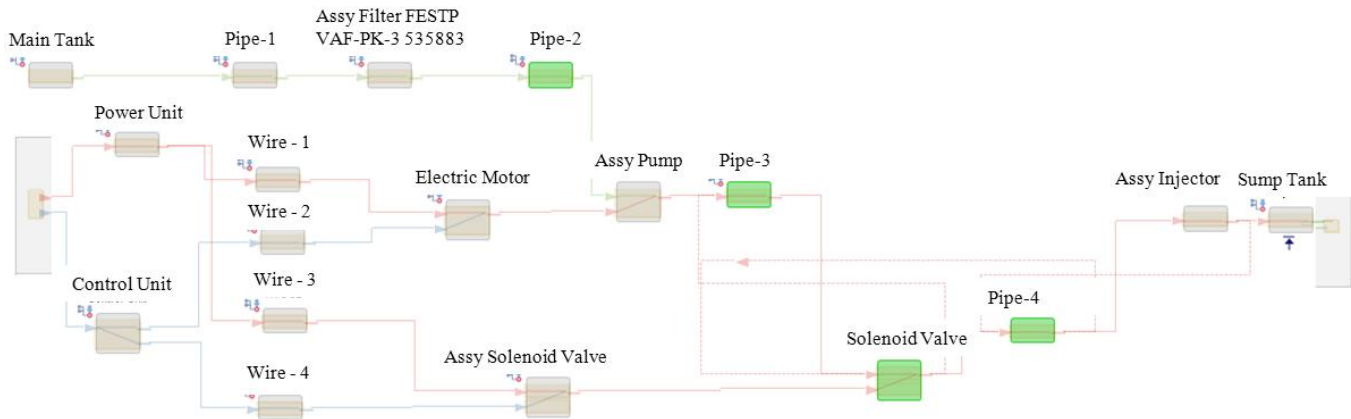 Assy Filter FESTP
VAF-PK-3 535883
Main Tank
Pipe-1
Pipe-2
Power Unit
Wire - 1
Electric Motor
Assy Pump
Pipe-3
Assy Injector
Sump Tank
Wire - 2
Control Unit
Wire - 3
Pipe-4
Solenoid Valve
Assy Solenoid Valve
Wire - 4